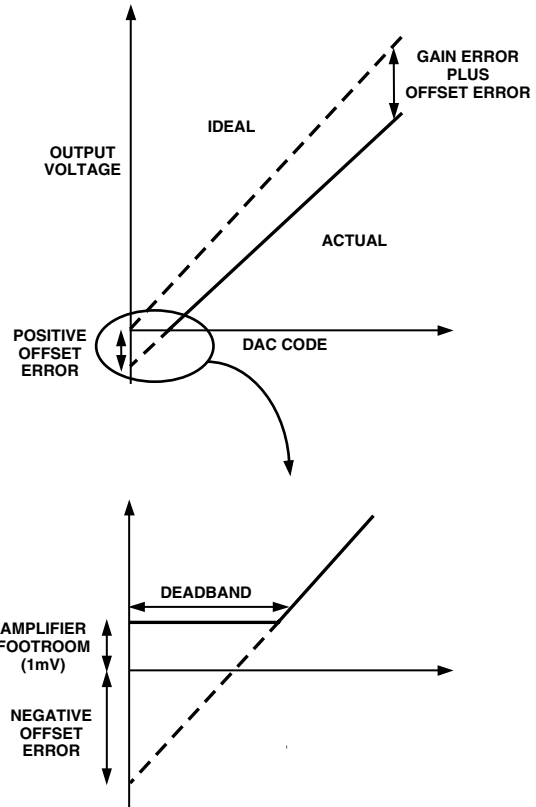 GAIN ERROR
PLUS
OFFSET ERROR
IDEAL
OUTPUT
VOLTAGE
ACTUAL
POSITIVE
OFFSET
ERROR
DAC CODE
DEADBAND
AMPLIFIER
FOOTROOM
(1mV)
NEGATIVE
OFFSET
ERROR